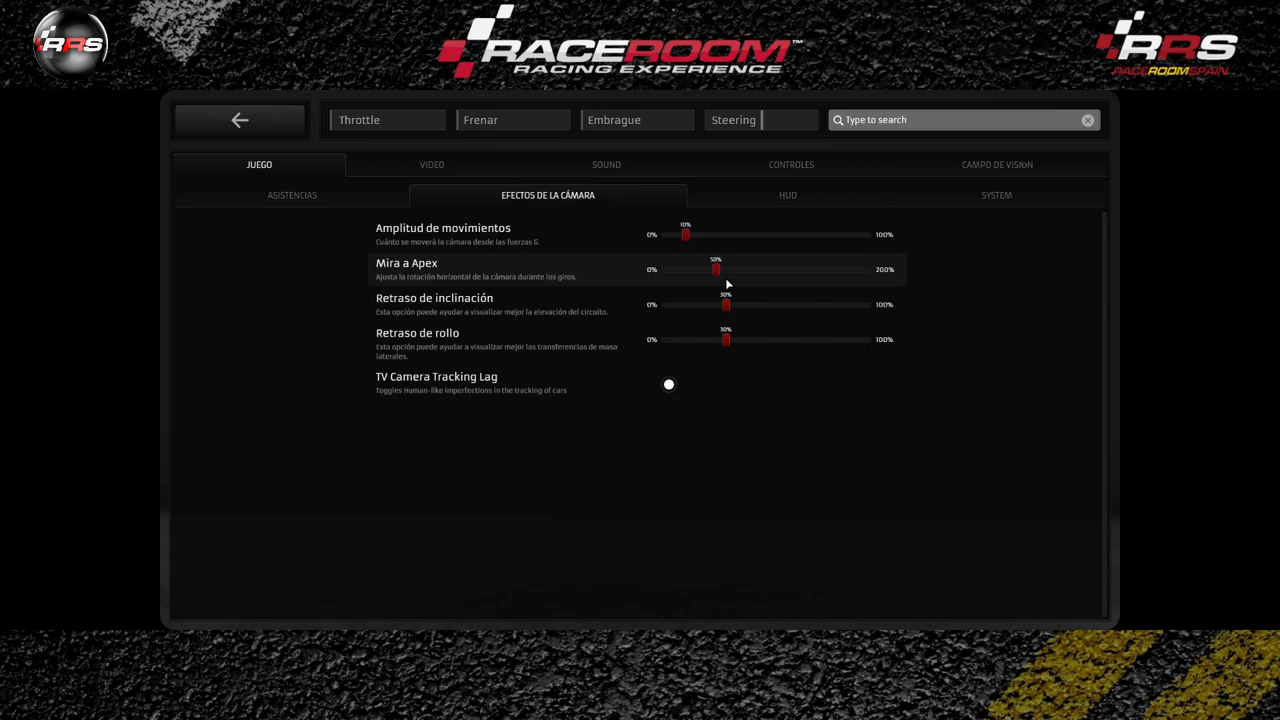 RRS
RACEROOM™
RACING EXPERIENCE
RRS
RACEROOMSPAIN
Throttle
Frenar
Embrague
Steering
Type to search
JUEGO
VIDEO
SOUND
CONTROLES
CAMPO DE VISIÓN
ASISTENCIAS
EFECTOS DE LA CÁMARA
HUD
SYSTEM
Amplitud de movimientos
Cuánto se moverá la cámara desde las fuerzas G
0%
10%
100%
Mira a Apex
Ajusta la rotación horizontal de la cámara durante los giros.
0%
50%
200%
Retraso de inclinación
Esta opción puede ayudar a visualizar mejor la elevación del circuito.
0%
30%
100%
Retraso de rollo
Esta opción puede ayudar a visualizar mejor las transferencias de masa
laterales.
0%
30%
100%
TV Camera Tracking Lag
Toggles Human-like imperfections in the tracking of cars